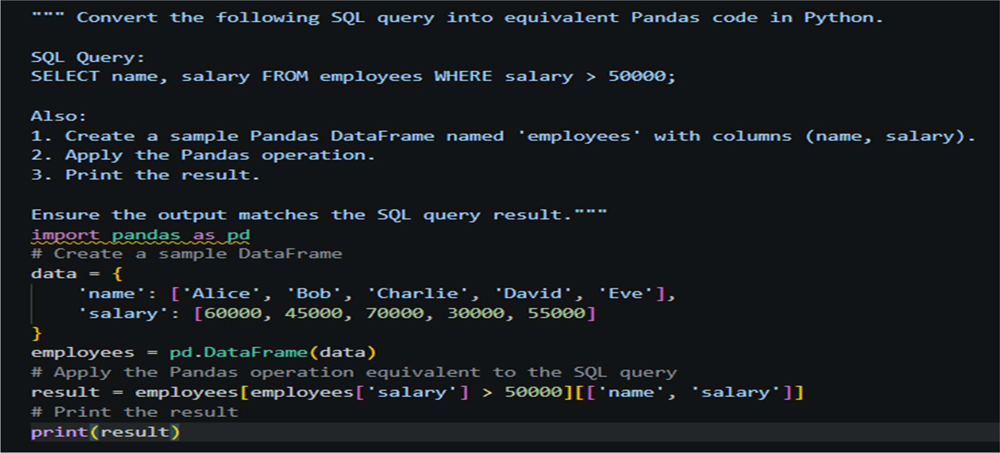 """ Convert the following SQL query into equivalent Pandas code in Python.
SQL Query:
SELECT name, salary FROM employees WHERE salary > 50000;
Also:
1. Create a sample Pandas DataFrame named 'employees' with columns (name, salary).
2. Apply the Pandas operation.
3. Print the result.
Ensure the output matches the SQL query result."""
import pandas as pd
# Create a sample DataFrame
data = {
    'name': ['Alice', 'Bob', 'Charlie', 'David', 'Eve'],
    'salary': [60000, 45000, 70000, 30000, 55000]
}
employees = pd.DataFrame(data)
# Apply the Pandas operation equivalent to the SQL query
result = employees[employees['salary'] > 50000][['name', 'salary']]
# Print the result
print(result)